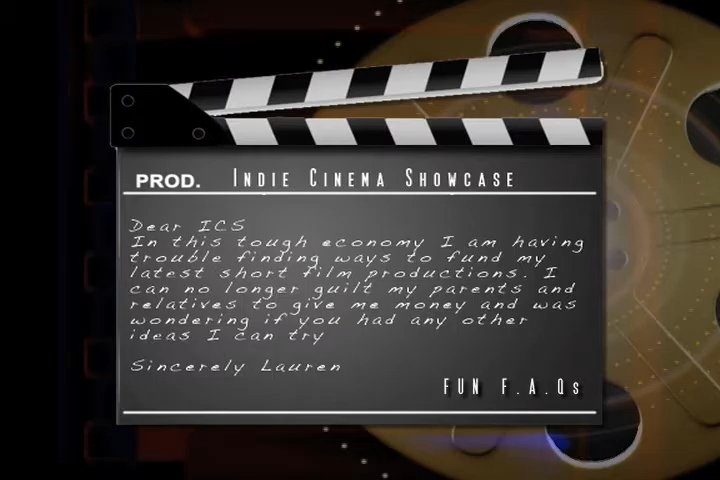 PROD. Indie Cinema Showcase
Dear ICS
In this tough economy I am having
trouble finding ways to fund my
latest short film productions. I
can no longer guilt my parents and
relatives to give me money and was
wondering if you had any other
ideas I can try
Sincerely Lauren
FUN F.A.Qs